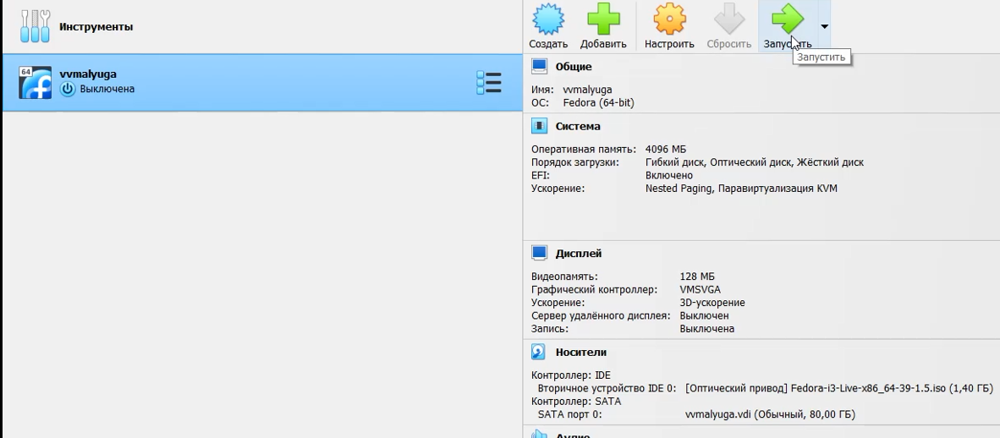 Инструменты
Создать Добавить Настроить Сбросить Запустить
Запустить
64
vvmalyuga
Выключена
Общие
Имя: vvmalyuga
ОС: Fedora (64-bit)
Система
Оперативная память: 4096 МБ
Порядок загрузки: Гибкий диск, Оптический диск, Жёсткий диск
EFI: Включено
Ускорение: Nested Paging, Паравиртуализация KVM
Дисплей
Видеопамять: 128 МБ
Графический контроллер: VMSVGA
Ускорение: 3D-ускорение
Сервер удалённого дисплея: Выключен
Запись: Выключена
Носители
Контроллер: IDE
Вторичное устройство IDE 0: [Оптический привод] Fedora-i3-Live-x86_64-39-1.5.iso (1,40 ГБ)
Контроллер: SATA
SATA порт 0: vvmalyuga.vdi (Обычный, 80,00 ГБ)
Аудио